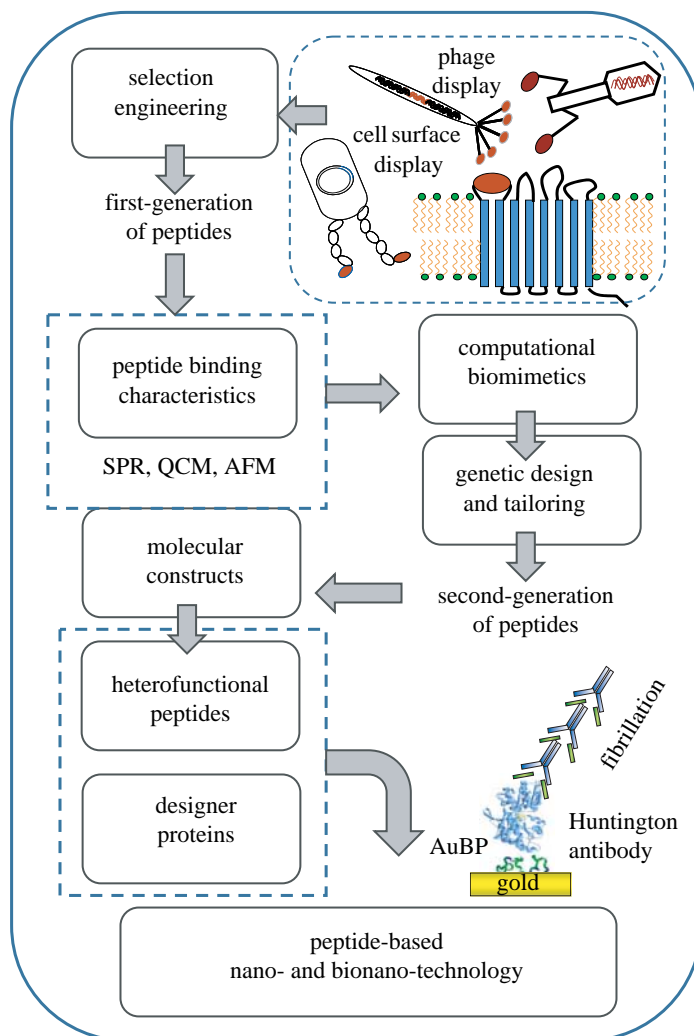 selection
engineering
phage
display
cell surface
display
first-generation
of peptides
peptide binding
characteristics
SPR, QCM, AFM
computational
biomimetics
genetic design
and tailoring
second-generation
of peptides
molecular
constructs
heterofunctional
peptides
designer
proteins
fibrillation
AuBP
Huntington
antibody
gold
peptide-based
nano- and bionano-technology